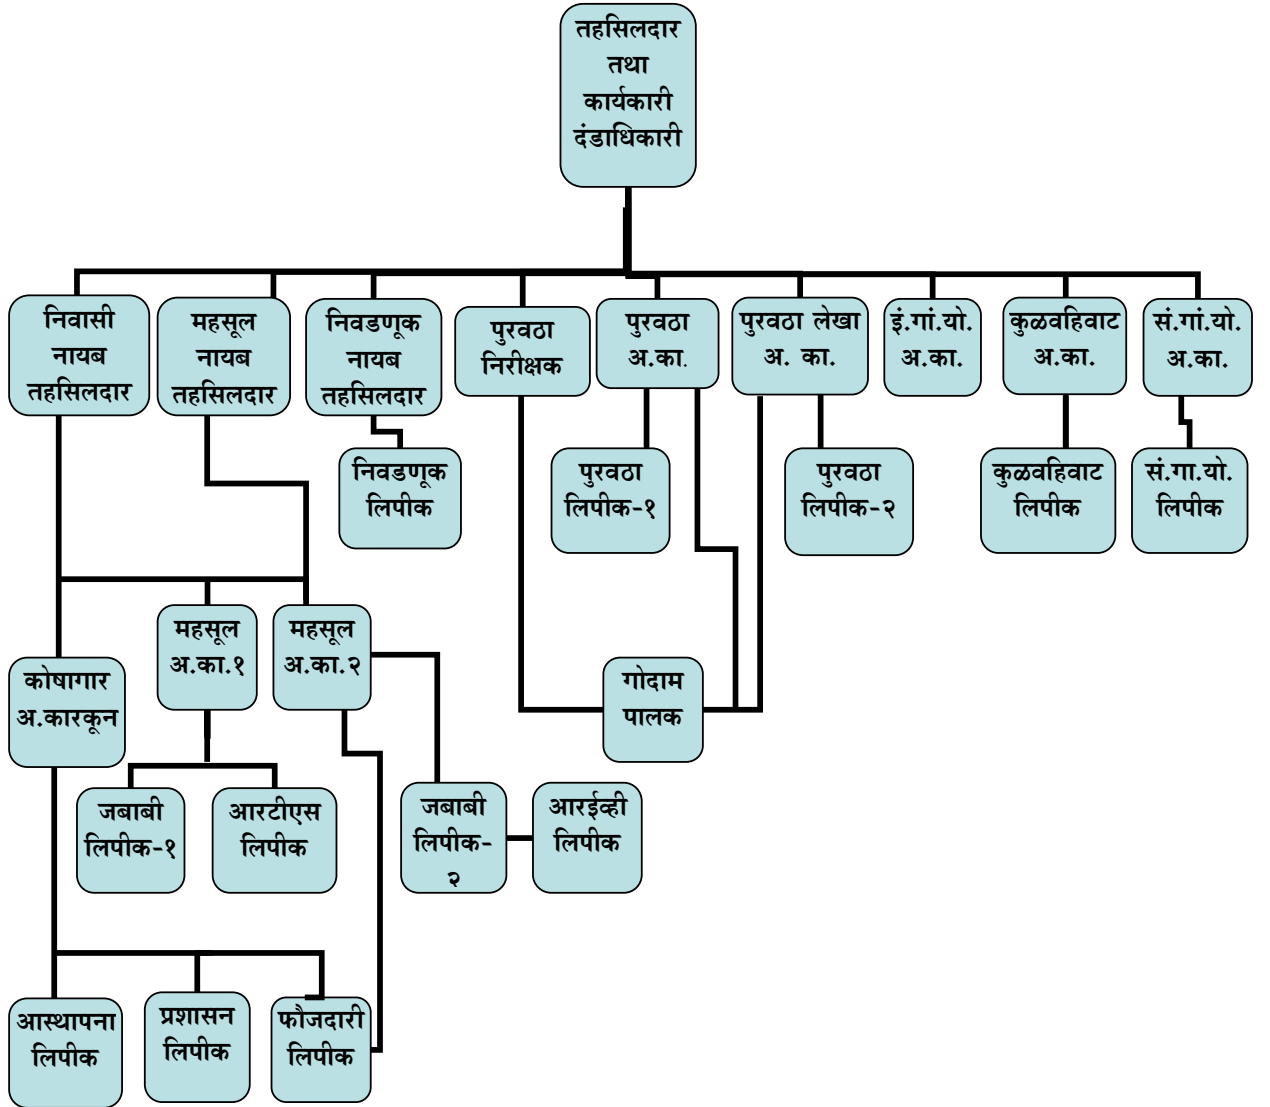 तहसिलदार
तथा
कार्यकारी
दंडाधिकारी
निवासी
नायब
तहसिलदार
महसूल
नायब
तहसिलदार
निवडणूक
नायब
तहसिलदार
पुरवठा
निरीक्षक
पुरवठा
अ.का.
पुरवठा लेखा
अ. का.
इं.गां.यो.
अ.का.
कुळवहिवाट
अ.का.
सं.गां.यो.
अ.का.
निवडणूक
लिपीक
पुरवठा
लिपीक-१
पुरवठा
लिपीक-२
कुळवहिवाट
लिपीक
सं.गा.यो.
लिपीक
कोषागार
अ.कारकून
महसूल
अ.का.१
महसूल
अ.का.२
गोदाम
पालक
जबाबी
लिपीक-१
आरटीएस
लिपीक
जबाबी
लिपीक-
२
आरईव्ही
लिपीक
आस्थापना
लिपीक
प्रशासन
लिपीक
फौजदारी
लिपीक